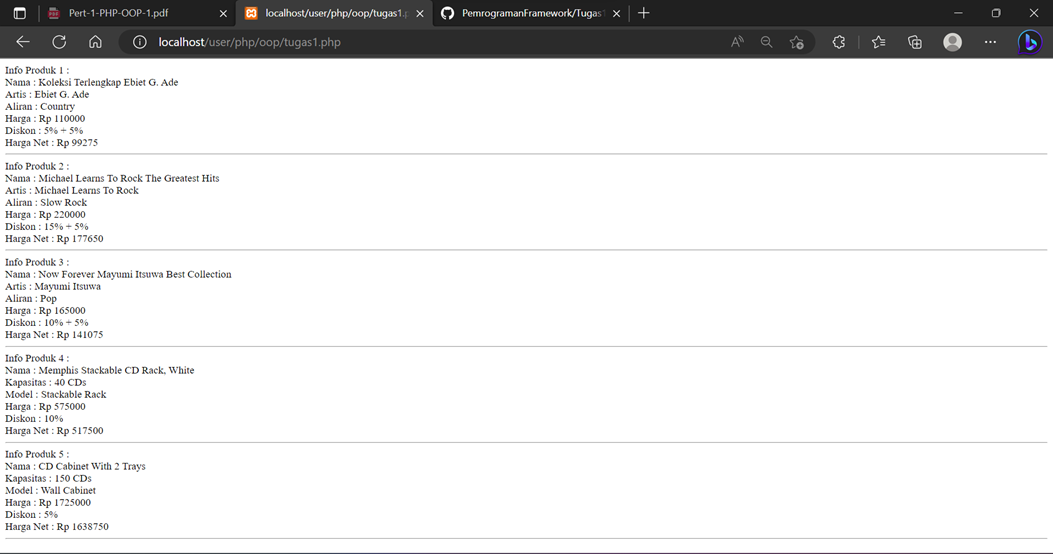 Pert-1-PHP-OOP-1.pdf
localhost/user/php/oop/tugas1.p
PemrogramanFramework/Tugas1
localhost/user/php/oop/tugas1.php
Info Produk 1 :
Nama : Koleksi Terlengkap Ebiet G. Ade
Artis : Ebiet G. Ade
Aliran : Country
Harga : Rp 110000
Diskon : 5% + 5%
Harga Net : Rp 99275
Info Produk 2 :
Nama : Michael Learns To Rock The Greatest Hits
Artis : Michael Learns To Rock
Aliran : Slow Rock
Harga : Rp 220000
Diskon : 15% + 5%
Harga Net : Rp 177650
Info Produk 3 :
Nama : Now Forever Mayumi Itsuwa Best Collection
Artis : Mayumi Itsuwa
Aliran : Pop
Harga : Rp 165000
Diskon : 10% + 5%
Harga Net : Rp 141075
Info Produk 4 :
Nama : Memphis Stackable CD Rack, White
Kapasitas : 40 CDs
Model : Stackable Rack
Harga : Rp 575000
Diskon : 10%
Harga Net : Rp 517500
Info Produk 5 :
Nama : CD Cabinet With 2 Trays
Kapasitas : 150 CDs
Model : Wall Cabinet
Harga : Rp 1725000
Diskon : 5%
Harga Net : Rp 1638750